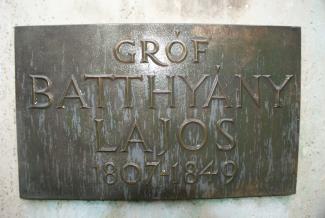 GRÓF
BATTHYÁNY
LAJOS
1807-1849